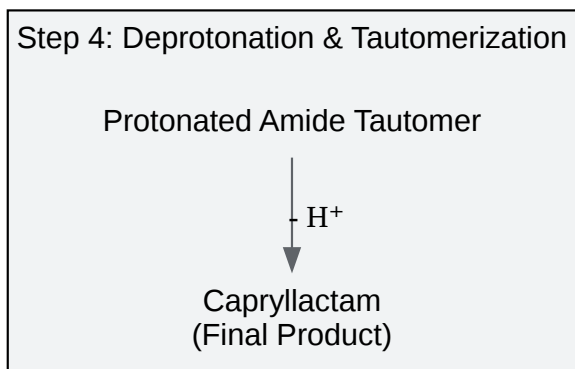 Step 4: Deprotonation & Tautomerization
Protonated Amide Tautomer
- H⁺
Capryllactam
(Final Product)